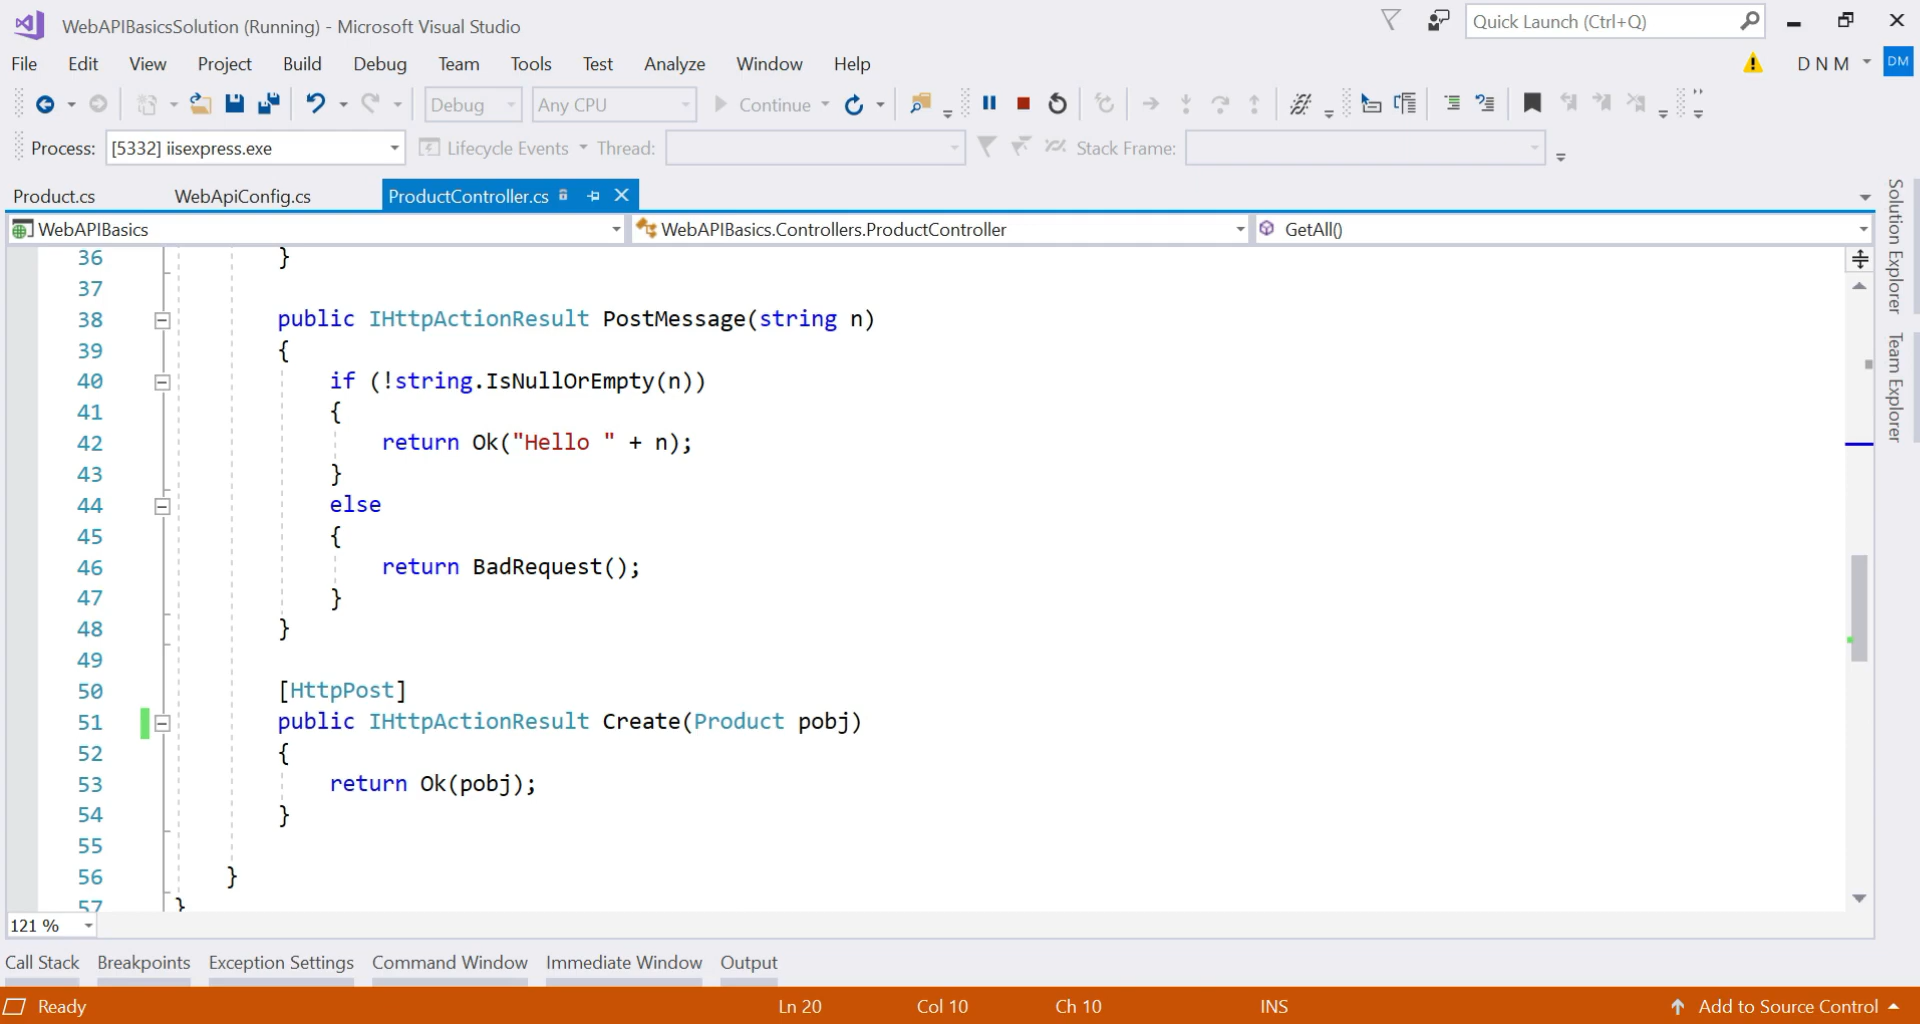 WebAPIBasicsSolution (Running) - Microsoft Visual Studio
Quick Launch (Ctrl+Q)
File Edit View Project Build Debug Team Tools Test Analyze Window Help
D N M DM
Debug Any CPU Continue
Process: [5332] iisexpress.exe Lifecycle Events Thread: Stack Frame:
Product.cs WebApiConfig.cs ProductController.cs
WebAPIBasics WebAPIBasics.Controllers.ProductController GetAll()
Solution Explorer
Team Explorer
36 }
37
38 public IHttpActionResult PostMessage(string n)
39 {
40 if (!string.IsNullOrEmpty(n))
41 {
42 return Ok("Hello " + n);
43 }
44 else
45 {
46 return BadRequest();
47 }
48 }
49
50 [HttpPost]
51 public IHttpActionResult Create(Product pobj)
52 {
53 return Ok(pobj);
54 }
55
56 }
57 }
121 %
Call Stack Breakpoints Exception Settings Command Window Immediate Window Output
Ready Ln 20 Col 10 Ch 10 INS Add to Source Control